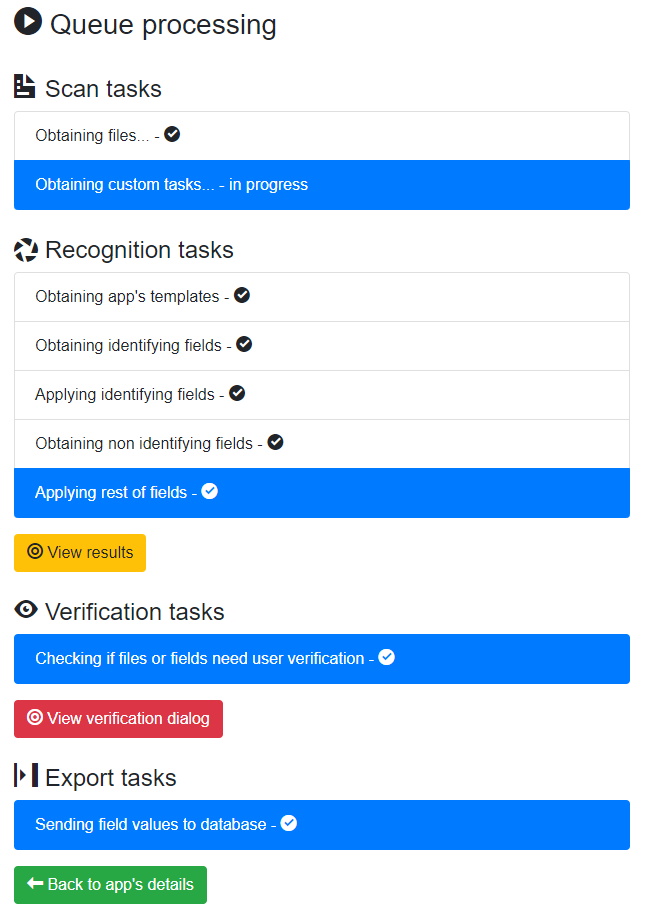 Queue processing
Scan tasks
Obtaining files... -
Obtaining custom tasks... - in progress
Recognition tasks
Obtaining app's templates -
Obtaining identifying fields -
Applying identifying fields -
Obtaining non identifying fields -
Applying rest of fields -
View results
Verification tasks
Checking if files or fields need user verification -
View verification dialog
Export tasks
Sending field values to database -
Back to app's details